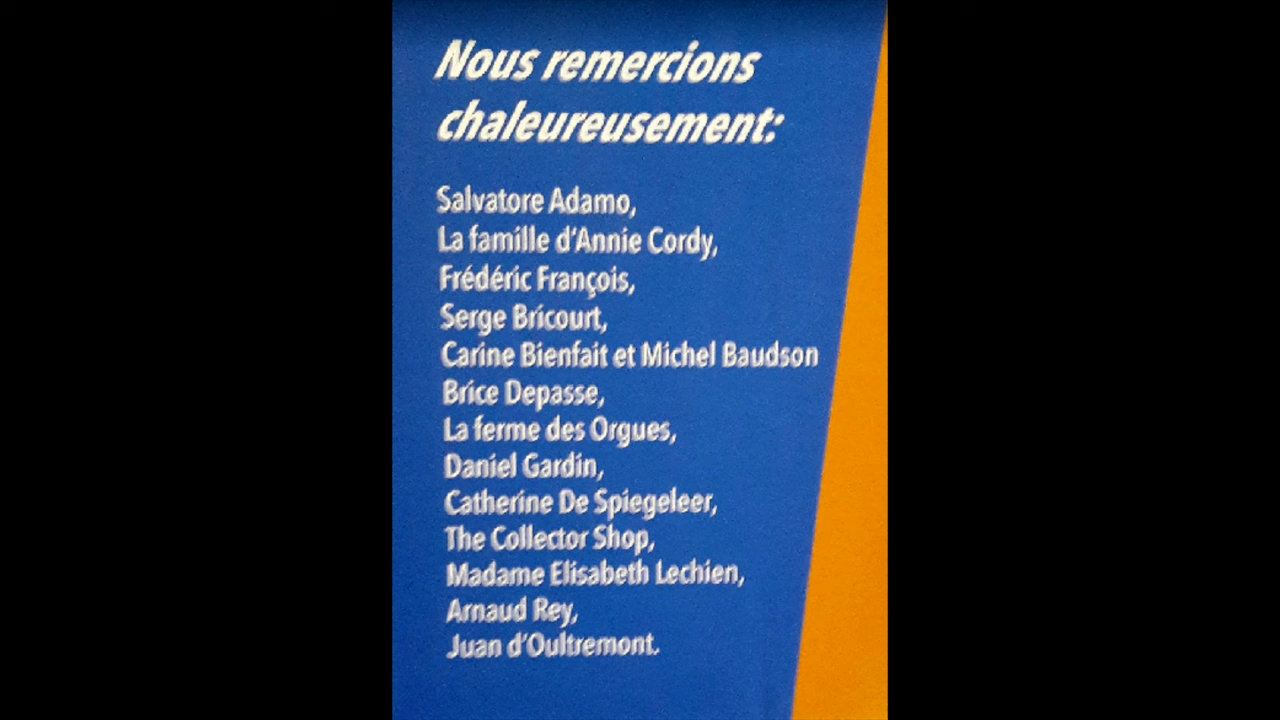 Nous remercions
chaleureusement:
Salvatore Adamo,
La famille d'Annie Cordy,
Frédéric François,
Serge Bricourt,
Carine Bienfait et Michel Baudson
Brice Depasse,
La ferme des Orgues,
Daniel Gardin,
Catherine De Spiegeleer,
The Collector Shop,
Madame Elisabeth Lechien,
Arnaud Rey,
Juan d'Oultremont.